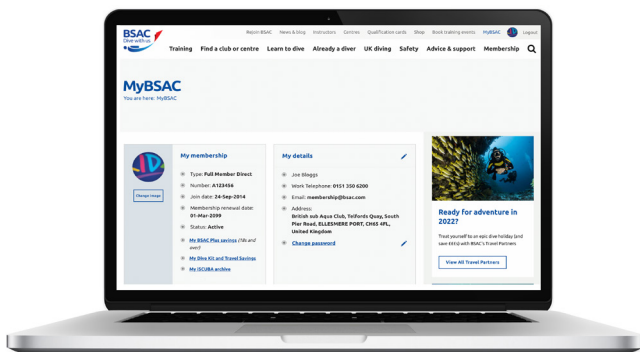 BSAC
Dive with us
Rejoin BSAC News & blog Instructors Centres Qualification cards Shop Book training events MyBSAC Logout
Training Find a club or centre Learn to dive Already a diver UK diving Safety Advice & support Membership
MyBSAC
You are here: MyBSAC
Change image
My membership
Type: Full Member Direct
Number: A123456
Join date: 24-Sep-2014
Membership renewal date:
01-Mar-2099
Status: Active
My BSAC Plus savings (18s and
over)
My Dive Kit and Travel Savings
My iSCUBA archive
My details
Joe Bloggs
Work Telephone: 0151 350 6200
Email: membership@bsac.com
Address:
British sub Aqua Club, Telfords Quay, South
Pier Road, ELLESMERE PORT, CH65 4FL,
United Kingdom
Change password
Ready for adventure in
2022?
Treat yourself to an epic dive holiday (and
save £££s) with BSAC's Travel Partners
View All Travel Partners